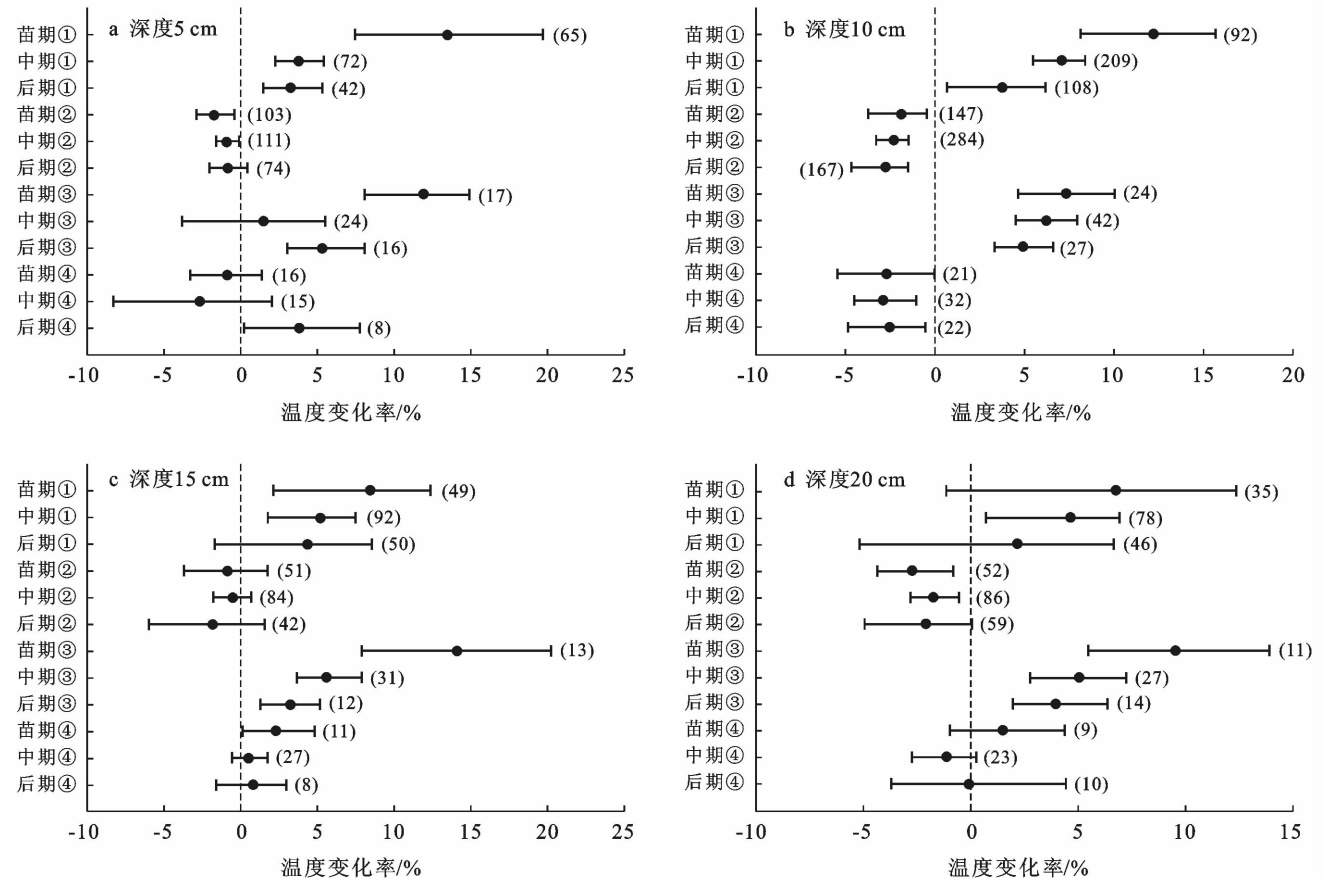 a 深度5 cm
苗期① (65)
中期① (72)
后期① (42)
苗期② (103)
中期② (111)
后期② (74)
苗期③ (17)
中期③ (24)
后期③ (16)
苗期④ (16)
中期④ (15)
后期④ (8)
-10 -5 0 5 10 15 20 25
温度变化率/%
b 深度10 cm
苗期① (92)
中期① (209)
后期① (108)
苗期② (147)
中期② (284)
后期② (167)
苗期③ (24)
中期③ (42)
后期③ (27)
苗期④ (21)
中期④ (32)
后期④ (22)
-10 -5 0 5 10 15 20
温度变化率/%
c 深度15 cm
苗期① (49)
中期① (92)
后期① (50)
苗期② (51)
中期② (84)
后期② (42)
苗期③ (13)
中期③ (31)
后期③ (12)
苗期④ (11)
中期④ (27)
后期④ (8)
-10 -5 0 5 10 15 20 25
温度变化率/%
d 深度20 cm
苗期① (35)
中期① (78)
后期① (46)
苗期② (52)
中期② (86)
后期② (59)
苗期③ (11)
中期③ (27)
后期③ (14)
苗期④ (9)
中期④ (23)
后期④ (10)
-10 -5 0 5 10 15
温度变化率/%